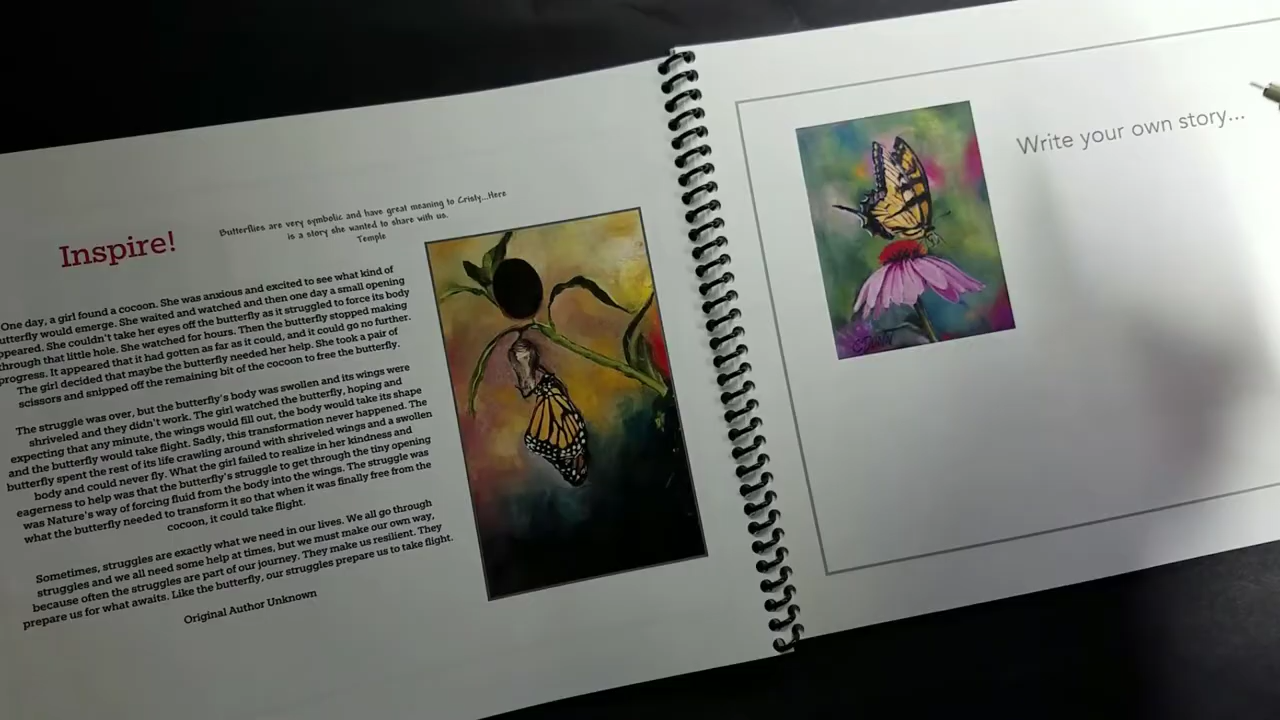 Inspire!
Butterflies are very symbolic and have great meaning to Cristy...Here
is a story she wanted to share with us.
Temple
One day, a girl found a cocoon. She was anxious and excited to see what kind of
utterfly would emerge. She waited and watched and then one day a small opening
ppeared. She couldn't take her eyes off the butterfly as it struggled to force its body
through that little hole. She watched for hours. Then the butterfly stopped making
progress. It appeared that it had gotten as far as it could, and it could go no further.
The girl decided that maybe the butterfly needed her help. She took a pair of
scissors and snipped off the remaining bit of the cocoon to free the butterfly.
The struggle was over, but the butterfly's body was swollen and its wings were
shriveled and they didn't work. The girl watched the butterfly, hoping and
expecting that any minute, the wings would fill out, the body would take its shape
and the butterfly would take flight. Sadly, this transformation never happened. The
butterfly spent the rest of its life crawling around with shriveled wings and a swollen
body and could never fly. What the girl failed to realize in her kindness and
eagerness to help was that the butterfly's struggle to get through the tiny opening
was Nature's way of forcing fluid from the body into the wings. The struggle was
what the butterfly needed to transform it so that when it was finally free from the
cocoon, it could take flight.
Sometimes, struggles are exactly what we need in our lives. We all go through
struggles and we all need some help at times, but we must make our own way,
because often the struggles are part of our journey. They make us resilient. They
prepare us for what awaits. Like the butterfly, our struggles prepare us to take flight.
Original Author Unknown
Write your own story...